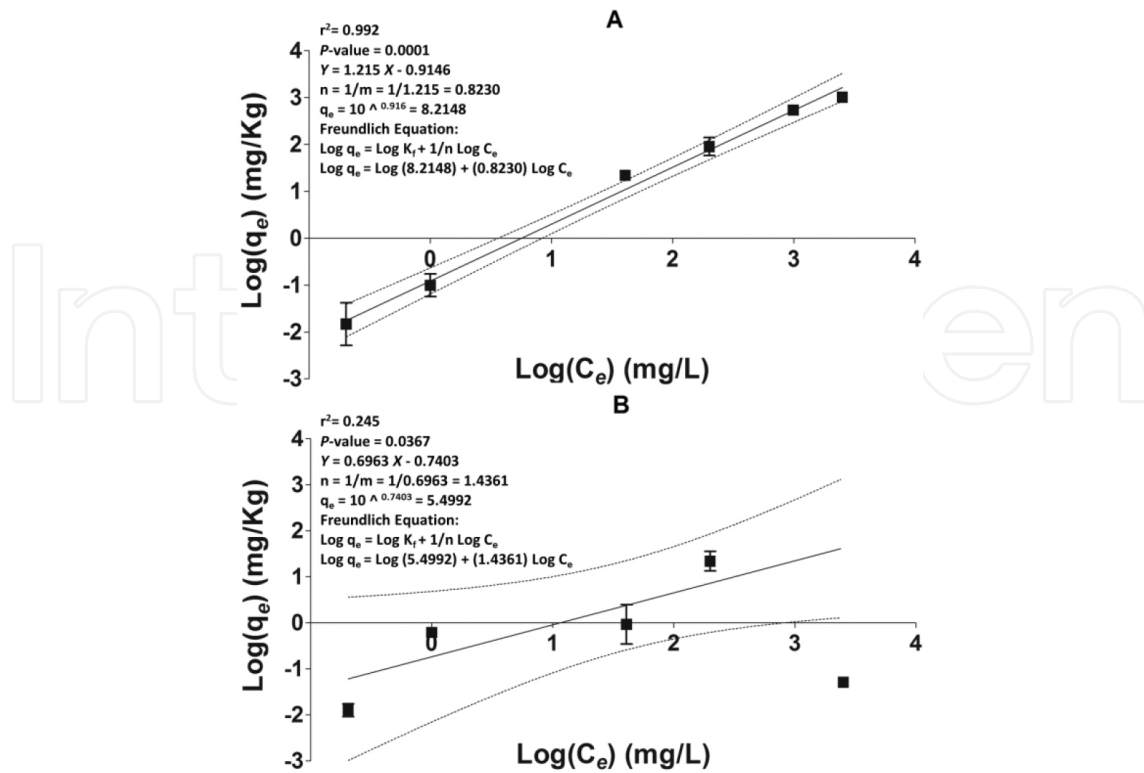 A
r²= 0.992
P-value = 0.0001
Y = 1.215 X - 0.9146
n = 1/m = 1/1.215 = 0.8230
qₑ = 10 ^ ⁰·⁹¹⁶ = 8.2148
Freundlich Equation:
Log qₑ = Log K_f + 1/n Log Cₑ
Log qₑ = Log (8.2148) + (0.8230) Log Cₑ
Log(qₑ) (mg/Kg)
4
3
2
1
0
-1
-2
-3
0 1 2 3 4
Log(Cₑ) (mg/L)
B
r²= 0.245
P-value = 0.0367
Y = 0.6963 X - 0.7403
n = 1/m = 1/0.6963 = 1.4361
qₑ = 10 ^ ⁰·⁷⁴⁰³ = 5.4992
Freundlich Equation:
Log qₑ = Log K_f + 1/n Log Cₑ
Log qₑ = Log (5.4992) + (1.4361) Log Cₑ
Log(qₑ) (mg/Kg)
4
3
2
1
0
-1
-2
-3
0 1 2 3 4
Log(Cₑ) (mg/L)
Int en